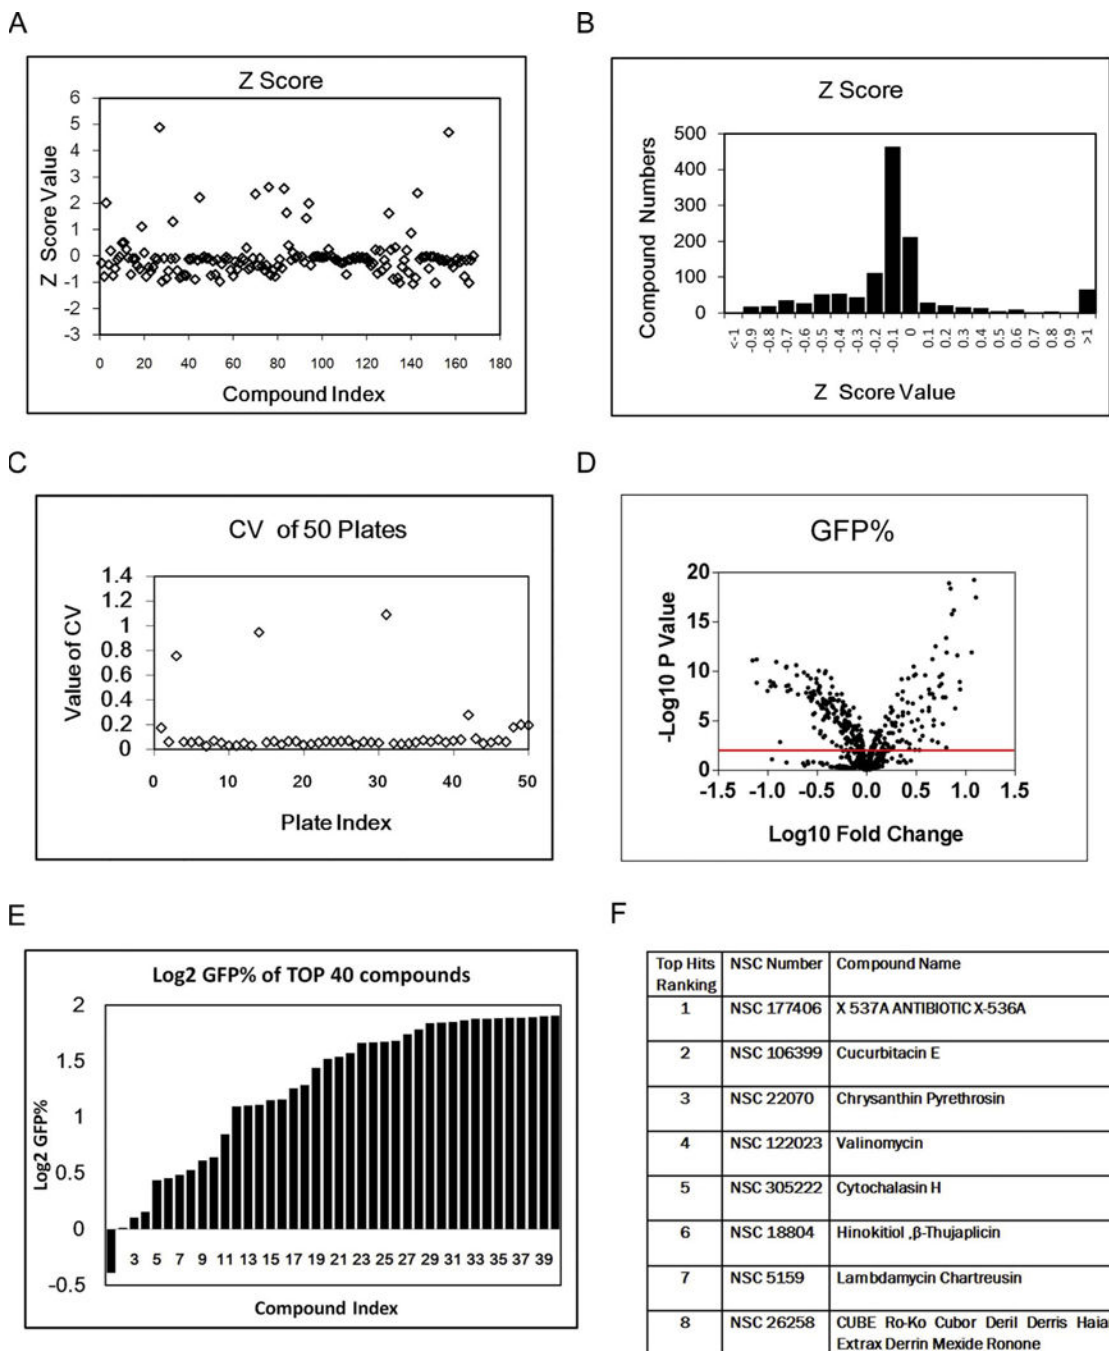 A
Z Score
6
5
4
3
2
1
0
-1
-2
-3
Z Score Value
0 20 40 60 80 100 120 140 160 180
Compound Index
B
Z Score
500
400
300
200
100
0
Compound Numbers
<-1 -0.9 -0.8 -0.7 -0.6 -0.5 -0.4 -0.3 -0.2 -0.1 0 0.1 0.2 0.3 0.4 0.5 0.6 0.7 0.8 0.9 >1
Z Score Value
C
CV of 50 Plates
1.4
1.2
1
0.8
0.6
0.4
0.2
0
Value of CV
0 10 20 30 40 50
Plate Index
D
GFP%
20
15
10
5
0
-Log10 P Value
-1.5 -1.0 -0.5 0.0 0.5 1.0 1.5
Log10 Fold Change
E
Log2 GFP% of TOP 40 compounds
2
1.5
1
0.5
0
-0.5
Log2 GFP%
3 5 7 9 11 13 15 17 19 21 23 25 27 29 31 33 35 37 39
Compound Index
F
Top Hits NSC Number Compound Name
Ranking
1 NSC 177406 X 537A ANTIBIOTIC X-536A
2 NSC 106399 Cucurbitacin E
3 NSC 22070 Chrysanthin Pyrethrosin
4 NSC 122023 Valinomycin
5 NSC 305222 Cytochalasin H
6 NSC 18804 Hinokitiol ,β-Thujaplicin
7 NSC 5159 Lambdamycin Chartreusin
8 NSC 26258 CUBE Ro-Ko Cubor Deril Derris Haia
Extrax Derrin Mexide Ronone